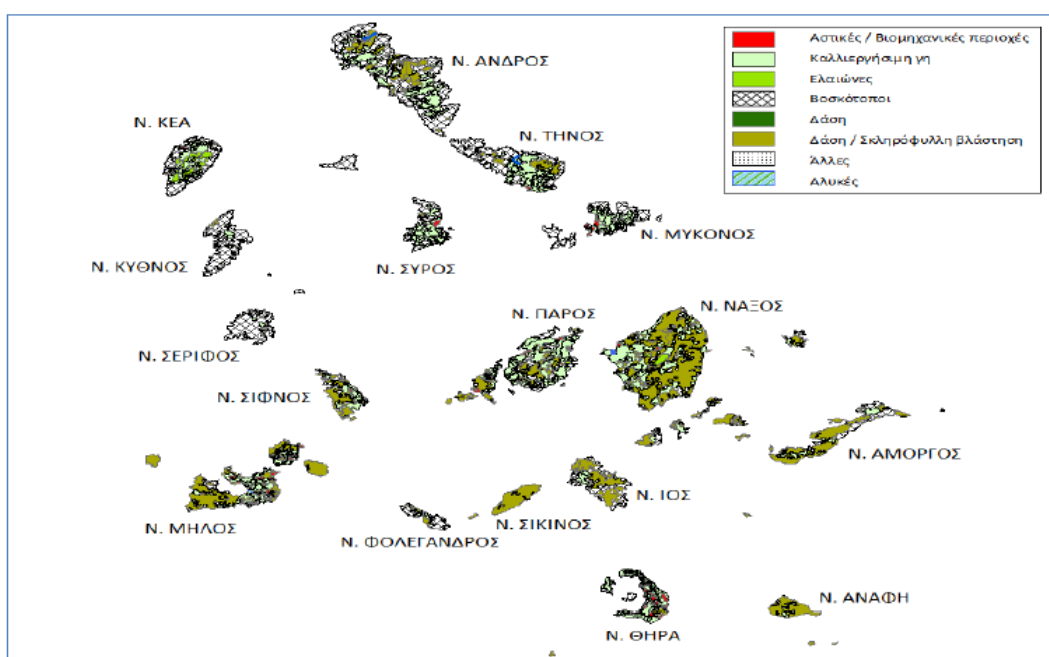 Αστικές / Βιομηχανικές περιοχές
Καλλιεργήσιμη γη
Ελαιώνες
Βοσκότοποι
Δάση
Δάση / Σκληρόφυλλη βλάστηση
Άλλες
Αλυκές
Ν. ΑΝΔΡΟΣ
Ν. ΚΕΑ
Ν. ΤΗΝΟΣ
Ν. ΜΥΚΟΝΟΣ
Ν. ΚΥΘΝΟΣ
Ν. ΣΥΡΟΣ
Ν. ΝΑΞΟΣ
Ν. ΠΑΡΟΣ
Ν. ΣΕΡΙΦΟΣ
Ν. ΣΙΦΝΟΣ
Ν. ΑΜΟΡΓΟΣ
Ν. ΙΟΣ
Ν. ΜΗΛΟΣ
Ν. ΣΙΚΙΝΟΣ
Ν. ΦΟΛΕΓΑΝΔΡΟΣ
Ν. ΑΝΑΦΗ
Ν. ΘΗΡΑ